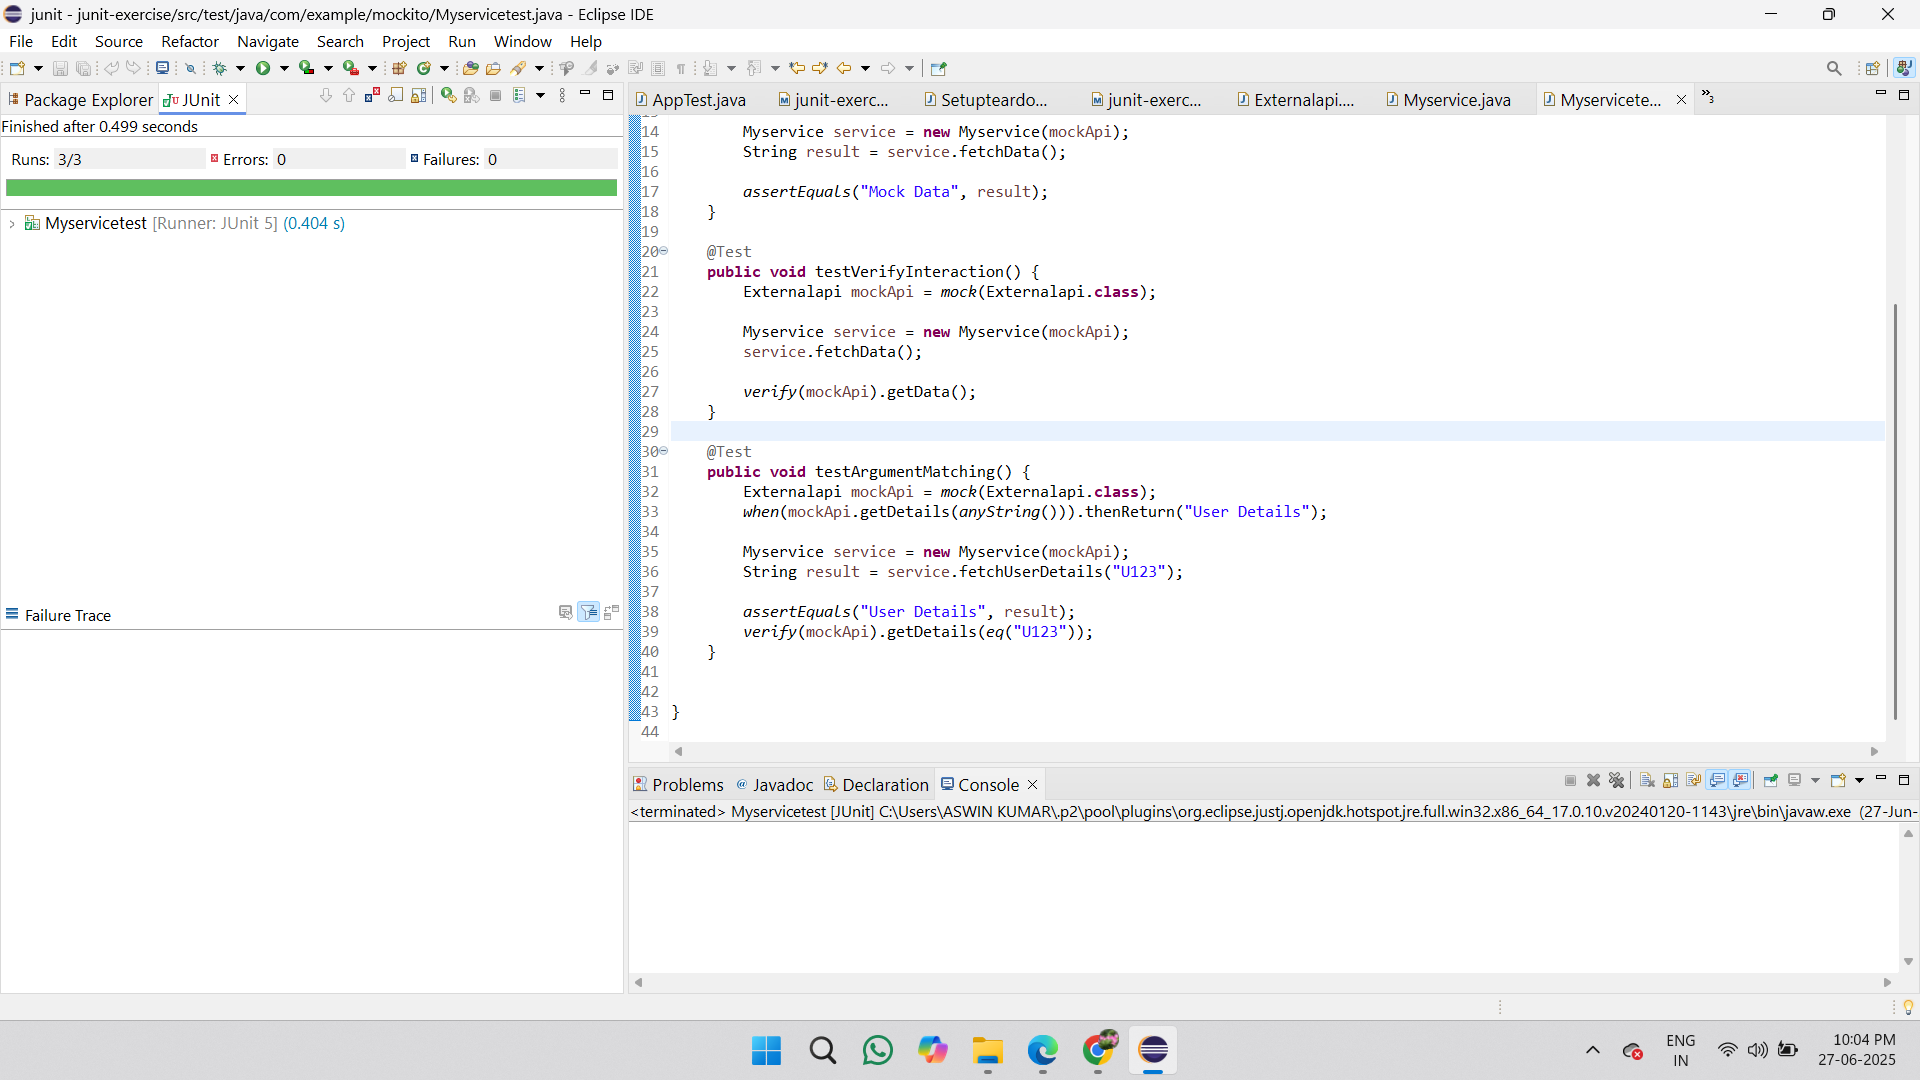 junit - junit-exercise/src/test/java/com/example/mockito/Myservicetest.java - Eclipse IDE
File Edit Source Refactor Navigate Search Project Run Window Help
Package Explorer JUnit
Finished after 0.499 seconds
Runs: 3/3 Errors: 0 Failures: 0
Myservicetest [Runner: JUnit 5] (0.404 s)
Failure Trace
AppTest.java junit-exerc... Setupteardo... junit-exerc... Externalapi.... Myservice.java Myservicete... »3
14 Myservice service = new Myservice(mockApi);
15 String result = service.fetchData();
16
17 assertEquals("Mock Data", result);
18 }
19
20 @Test
21 public void testVerifyInteraction() {
22 Externalapi mockApi = mock(Externalapi.class);
23
24 Myservice service = new Myservice(mockApi);
25 service.fetchData();
26
27 verify(mockApi).getData();
28 }
29
30 @Test
31 public void testArgumentMatching() {
32 Externalapi mockApi = mock(Externalapi.class);
33 when(mockApi.getDetails(anyString())).thenReturn("User Details");
34
35 Myservice service = new Myservice(mockApi);
36 String result = service.fetchUserDetails("U123");
37
38 assertEquals("User Details", result);
39 verify(mockApi).getDetails(eq("U123"));
40 }
41
42
43 }
44
Problems @ Javadoc Declaration Console
<terminated> Myservicetest [JUnit] C:\Users\ASWIN KUMAR\.p2\pool\plugins\org.eclipse.justj.openjdk.hotspot.jre.full.win32.x86_64_17.0.10.v20240120-1143\jre\bin\javaw.exe (27-Jun-
ENG
IN
10:04 PM
27-06-2025